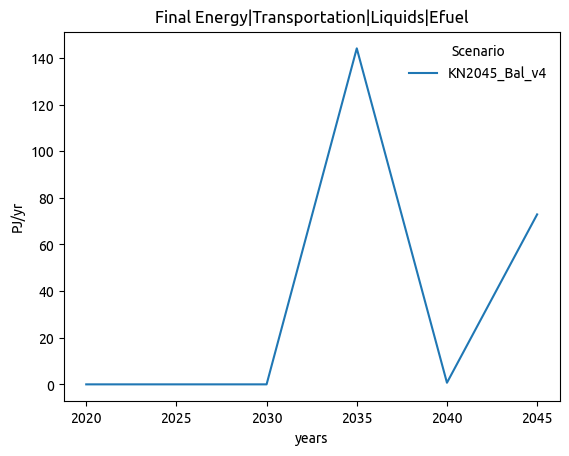 Final Energy|Transportation|Liquids|Efuel
Scenario
KN2045_Bal_v4
140
120
100
80
60
40
20
0
PJ/yr
2020 2025 2030 2035 2040 2045
years